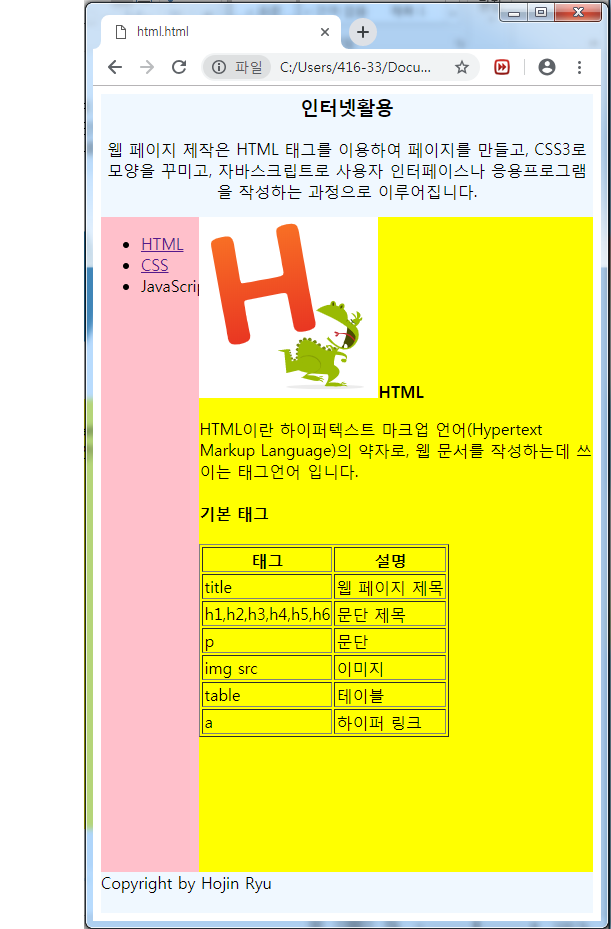 html.html
파일 C:/Users/416-33/Docu...
인터넷활용
웹 페이지 제작은 HTML 태그를 이용하여 페이지를 만들고, CSS3로
모양을 꾸미고, 자바스크립트로 사용자 인터페이스나 응용프로그램
을 작성하는 과정으로 이루어집니다.
HTML
CSS
JavaScrip
H
HTML
HTML이란 하이퍼텍스트 마크업 언어(Hypertext
Markup Language)의 약자로, 웹 문서를 작성하는데 쓰
이는 태그언어 입니다.
기본 태그
태그 설명
title 웹 페이지 제목
h1,h2,h3,h4,h5,h6 문단 제목
p 문단
img src 이미지
table 테이블
a 하이퍼 링크
Copyright by Hojin Ryu